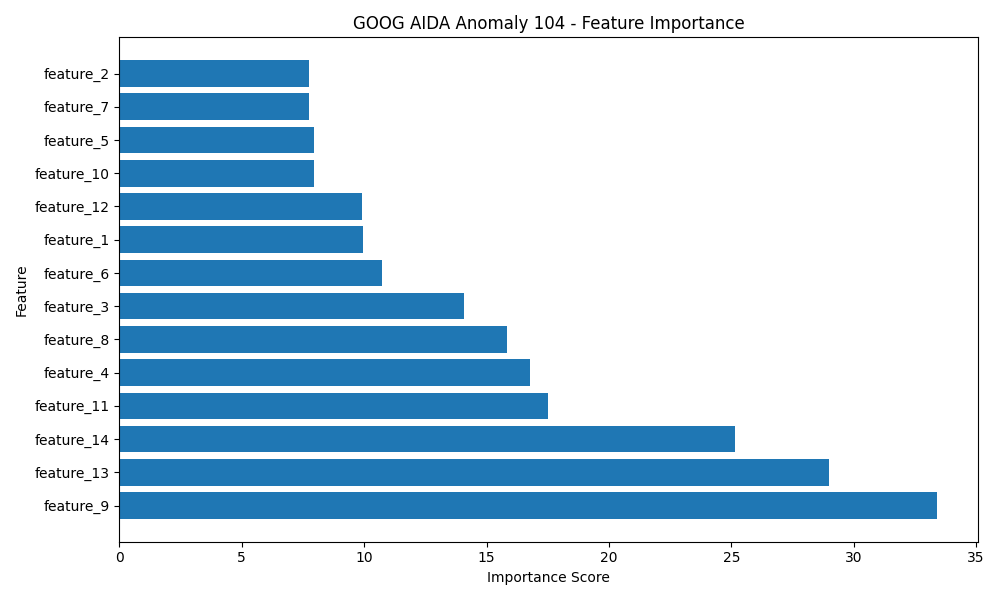 GOOG AIDA Anomaly 104 - Feature Importance
feature_2
feature_7
feature_5
feature_10
feature_12
feature_1
feature_6
feature_3
feature_8
feature_4
feature_11
feature_14
feature_13
feature_9
Feature
0 5 10 15 20 25 30 35
Importance Score